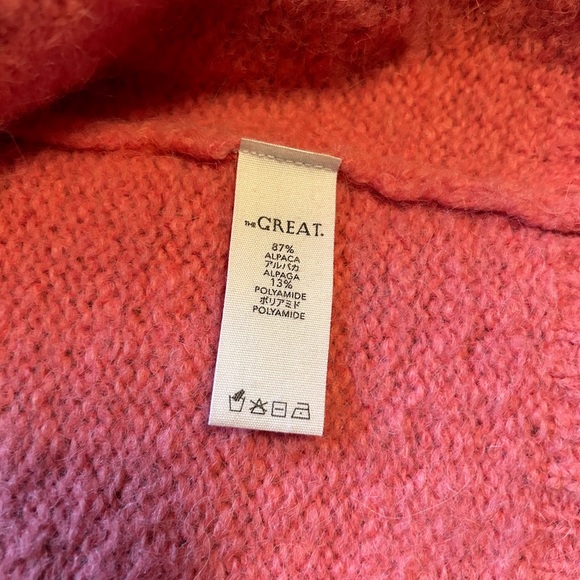 THE GREAT.
87%
ALPACA
アルパカ
ALPAGA
13%
POLYAMIDE
ポリアミド
POLYAMIDE